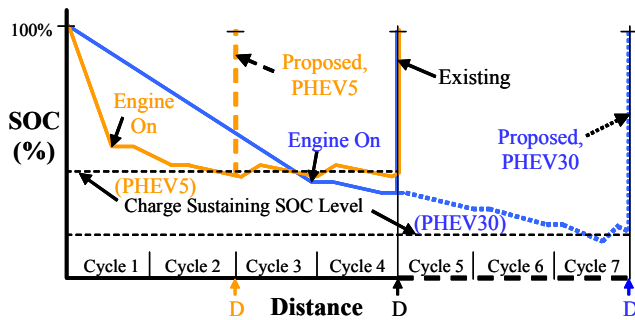 100%
SOC
(%)
Engine
On
Proposed,
PHEV5
Existing
Engine On
Proposed,
PHEV30
(PHEV5)
Charge Sustaining SOC Level
(PHEV30)
Cycle 1 Cycle 2 Cycle 3 Cycle 4 Cycle 5 Cycle 6 Cycle 7
D Distance D D